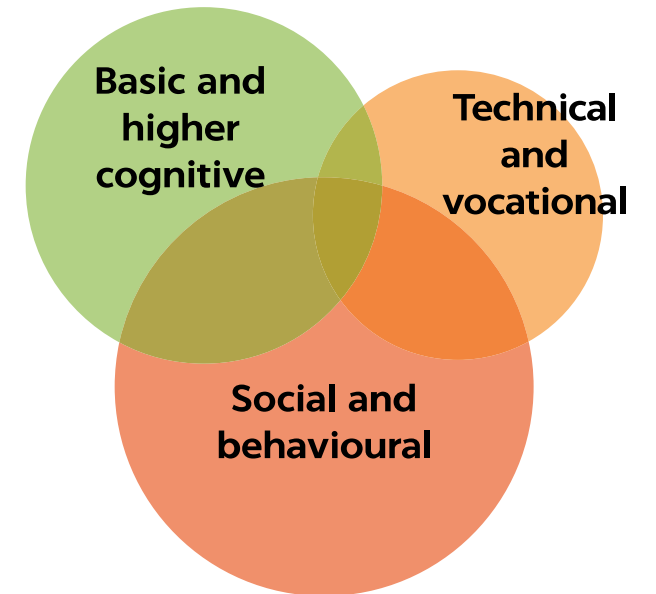 Basic and
higher
cognitive
Technical
and
vocational
Social and
behavioural